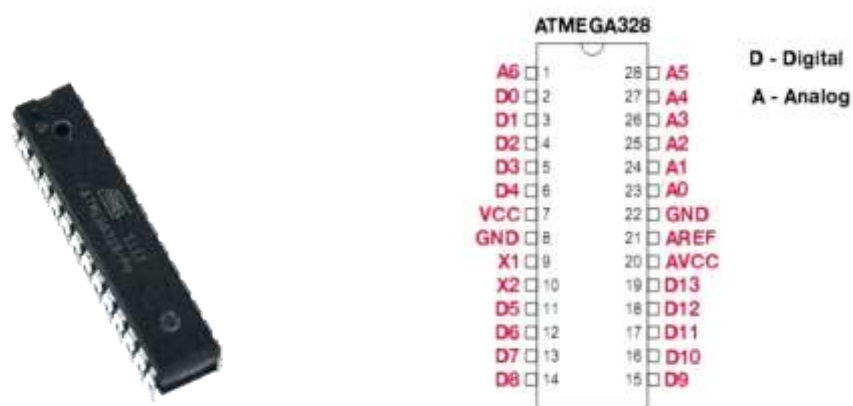 ATMEGA328
D - Digital
A - Analog
A6 1 28 A5
D0 2 27 A4
D1 3 26 A3
D2 4 25 A2
D3 5 24 A1
D4 6 23 A0
VCC 7 22 GND
GND 8 21 AREF
X1 9 20 AVCC
X2 10 19 D13
D5 11 18 D12
D6 12 17 D11
D7 13 16 D10
D8 14 15 D9